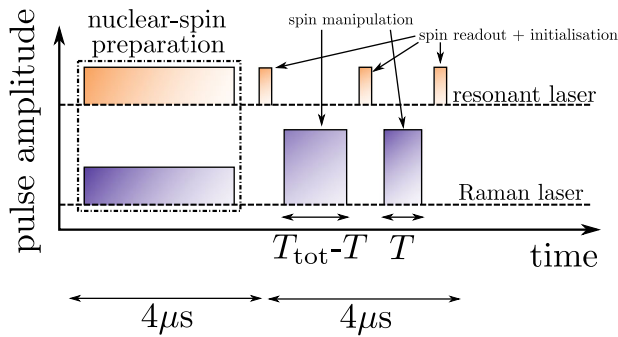 nuclear-spin
preparation
spin manipulation
spin readout + initialisation
resonant laser
Raman laser
pulse amplitude
T_tot-T
T
time
4μs
4μs